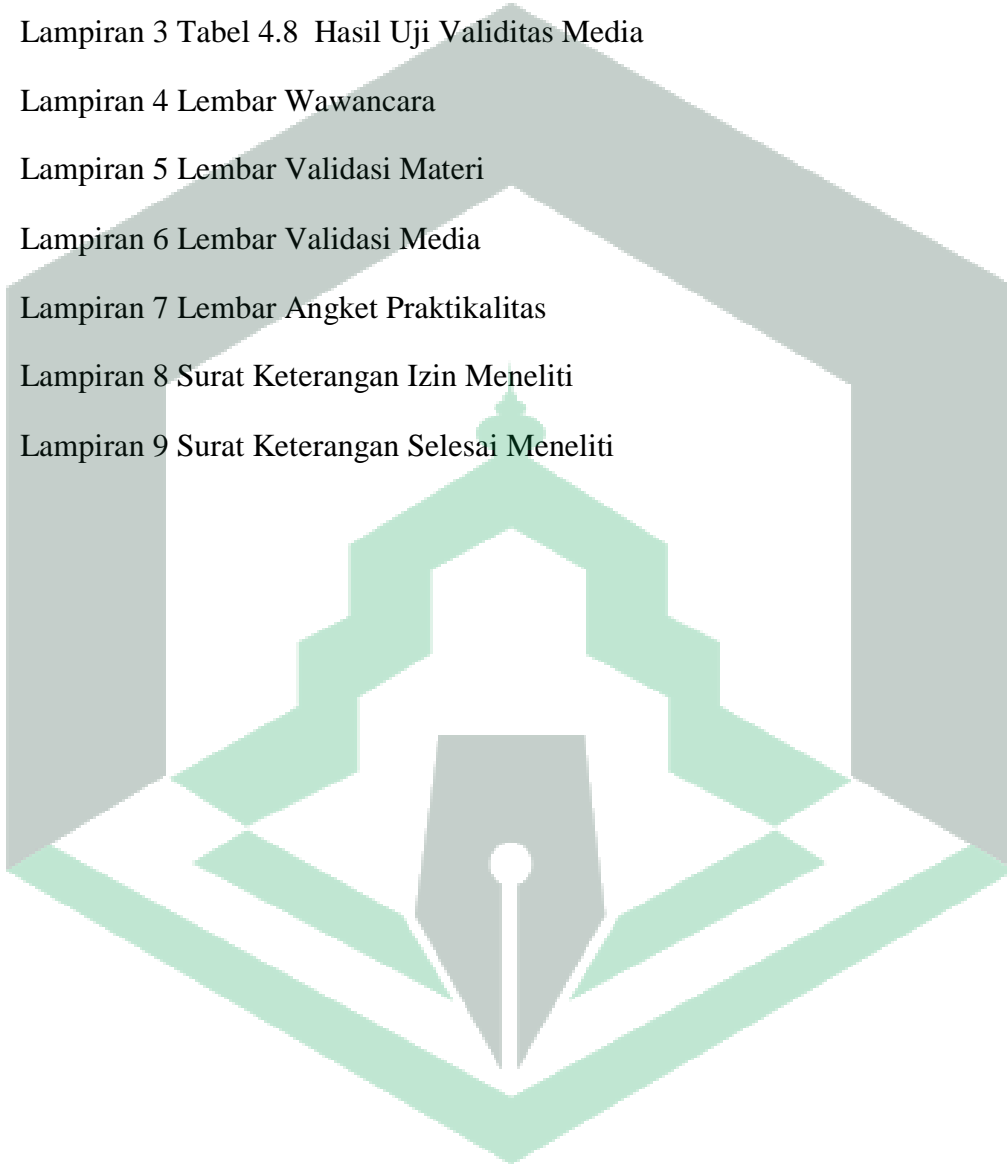 Lampiran 3 Tabel 4.8  Hasil Uji Validitas Media
Lampiran 4 Lembar Wawancara
Lampiran 5 Lembar Validasi Materi
Lampiran 6 Lembar Validasi Media
Lampiran 7 Lembar Angket Praktikalitas
Lampiran 8 Surat Keterangan Izin Meneliti
Lampiran 9 Surat Keterangan Selesai Meneliti